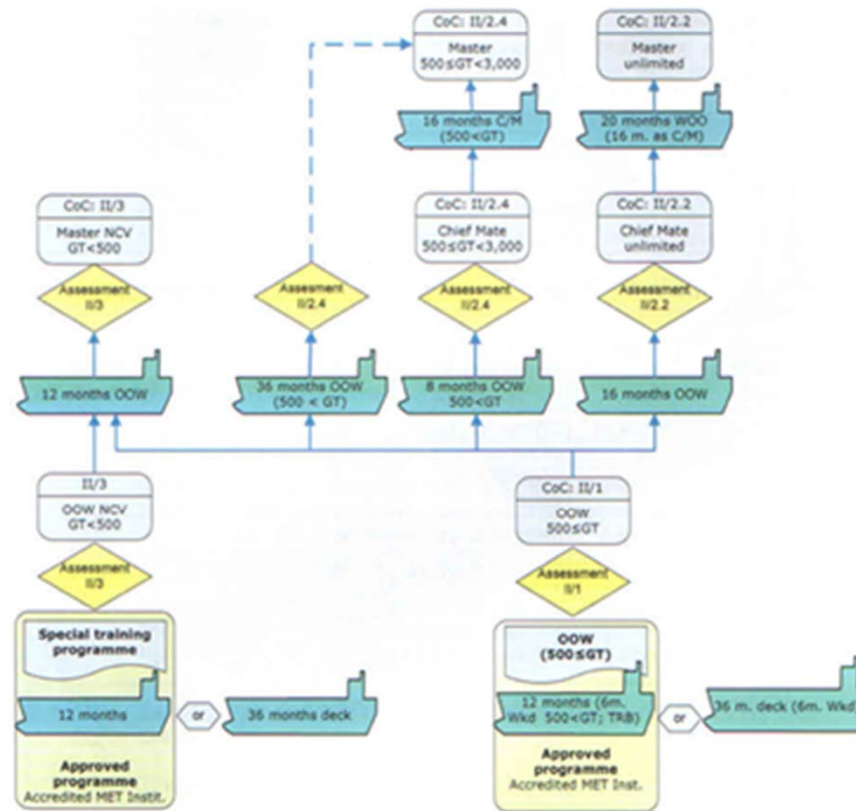 CoC: II/2.4
Master
500≤GT<3,000
CoC: II/2.2
Master
unlimited
16 months C/M
(500<GT)
20 months WOO
(16 m. as C/M)
CoC: II/3
Master NCV
GT<500
CoC: II/2.4
Chief Mate
500≤GT<3,000
CoC: II/2.2
Chief Mate
unlimited
Assessment
II/3
Assesment
II/2.4
Assessment
II/2.4
Assessment
II/2.2
12 months OOW
36 months OOW
(500 < GT)
8 months OOW
500<GT
16 months OOW
II/3
OOW NCV
GT<500
CoC: II/1
OOW
500≤GT
Assessment
II/3
Assessment
II/1
Special training
programme
12 months
or
36 months deck
Approved
programme
Accredited MET Instit.
OOW
(500≤GT)
12 months (6m.
Wkd 500<GT; TRB)
or
36 m. deck (6m. Wkd)
Approved
programme
Accredited MET Inst.